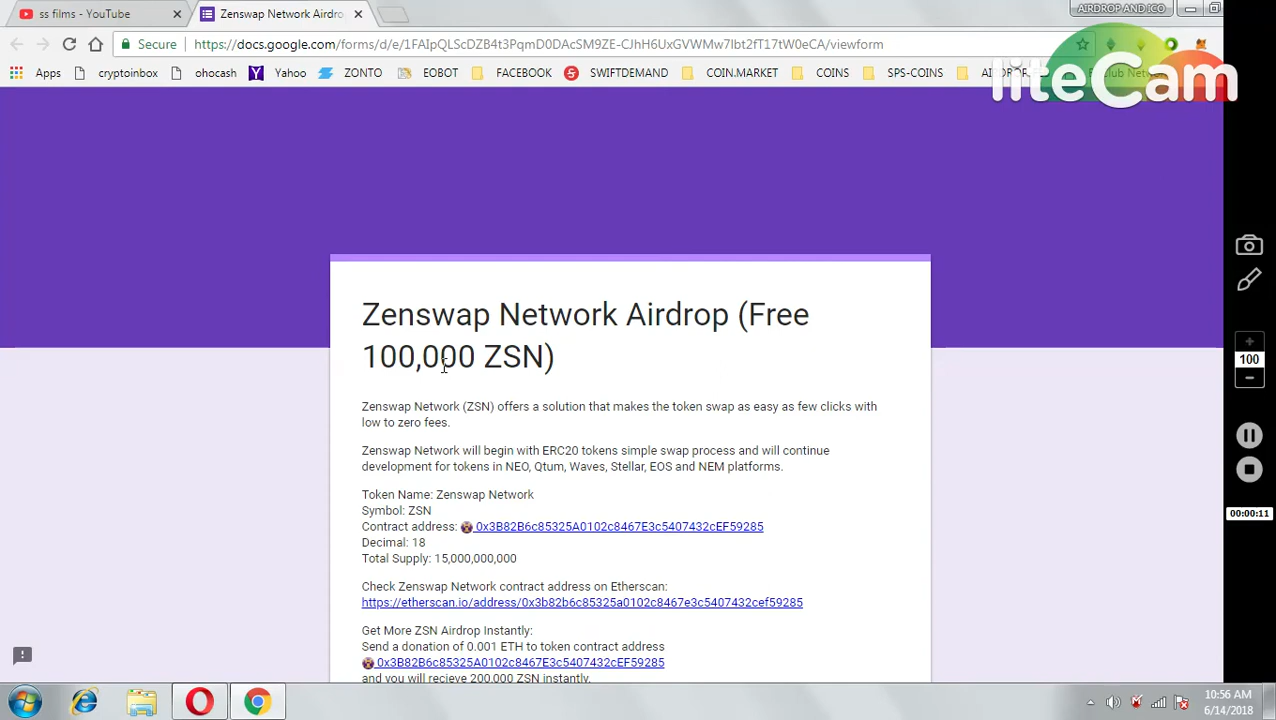 ss films - YouTube
Zenswap Network Airdro
AIRDROP AND ICO
Secure
https://docs.google.com/forms/d/e/1FAIpQLScDZB4t3PqmD0DAcSM9ZE-CJhH6UxGVWMw7Ibt2fT17tW0eCA/viewform
Apps
cryptoinbox
ohocash
Yahoo
ZONTO
EOBOT
FACEBOOK
SWIFTDEMAND
COIN.MARKET
COINS
SPS-COINS
liteCam
Zenswap Network Airdrop (Free
100,000 ZSN)
Zenswap Network (ZSN) offers a solution that makes the token swap as easy as few clicks with
low to zero fees.
Zenswap Network will begin with ERC20 tokens simple swap process and will continue
development for tokens in NEO, Qtum, Waves, Stellar, EOS and NEM platforms.
Token Name: Zenswap Network
Symbol: ZSN
Contract address: 0x3B82B6c85325A0102c8467E3c5407432cEF59285
Decimal: 18
Total Supply: 15,000,000,000
Check Zenswap Network contract address on Etherscan:
https://etherscan.io/address/0x3b82b6c85325a0102c8467e3c5407432cef59285
Get More ZSN Airdrop Instantly:
Send a donation of 0.001 ETH to token contract address
0x3B82B6c85325A0102c8467E3c5407432cEF59285
and you will recieve 200,000 ZSN instantly.
100
00:00:11
10:56 AM
6/14/2018